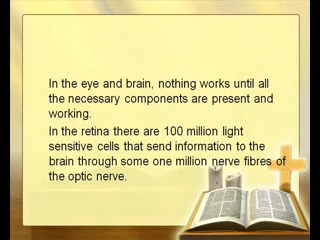 In the eye and brain, nothing works until all
the necessary components are present and
working.
In the retina there are 100 million light
sensitive cells that send information to the
brain through some one million nerve fibres of
the optic nerve.